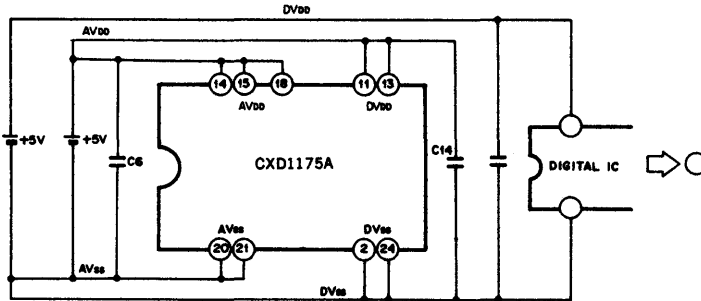 DVDD
AVDD
14 15 18 11 13
AVDD DVDD
+5V +5V C6 CXD1175A C14 DIGITAL IC
AVSS DVSS
20 21 2 24
AVSS
DVSS